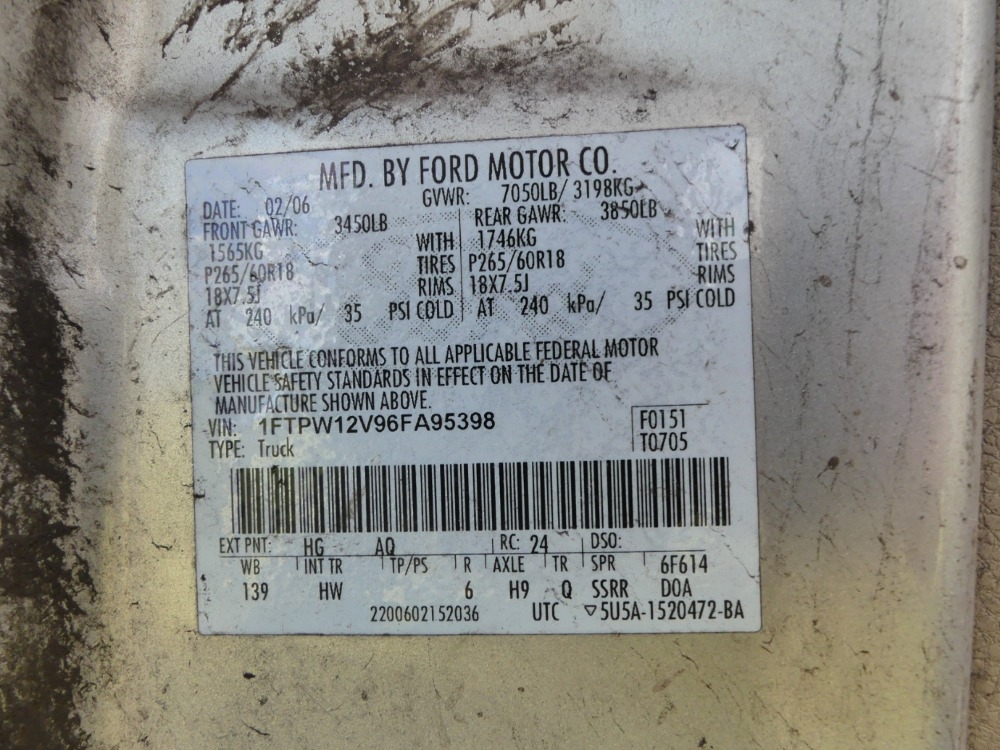 MFD. BY FORD MOTOR CO.
DATE: 02/06 GVWR: 7050LB/ 3198KG
FRONT GAWR: 3450LB REAR GAWR: 3850LB
1565KG WITH 1746KG WITH
P265/60R18 TIRES P265/60R18 TIRES
18X7.5J RIMS 18X7.5J RIMS
AT 240 kPa/ 35 PSI COLD AT 240 kPa/ 35 PSI COLD
THIS VEHICLE CONFORMS TO ALL APPLICABLE FEDERAL MOTOR
VEHICLE SAFETY STANDARDS IN EFFECT ON THE DATE OF
MANUFACTURE SHOWN ABOVE.
VIN: 1FTPW12V96FA95398 F0151
TYPE: Truck T0705
EXT PNT: HG AQ RC: 24 DSO:
WB INT TR TP/PS R AXLE TR SPR 6F614
139 HW 6 H9 Q SSRR DOA
2200602152036 UTC ▽5U5A-1520472-BA